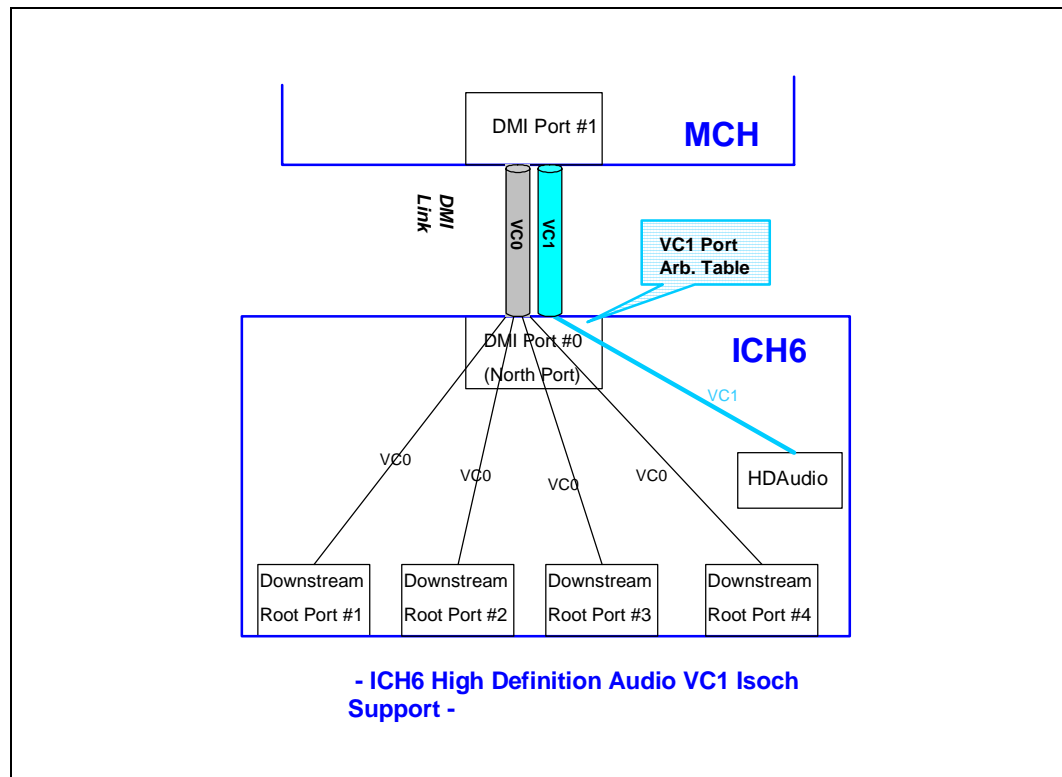 DMI Port #1
MCH
DMI
Link
VC0
VC1
VC1 Port
Arb. Table
DMI Port #0
(North Port)
ICH6
VC1
VC0
VC0
VC0
VC0
HDAudio
Downstream
Root Port #1
Downstream
Root Port #2
Downstream
Root Port #3
Downstream
Root Port #4
- ICH6 High Definition Audio VC1 Isoch
Support -